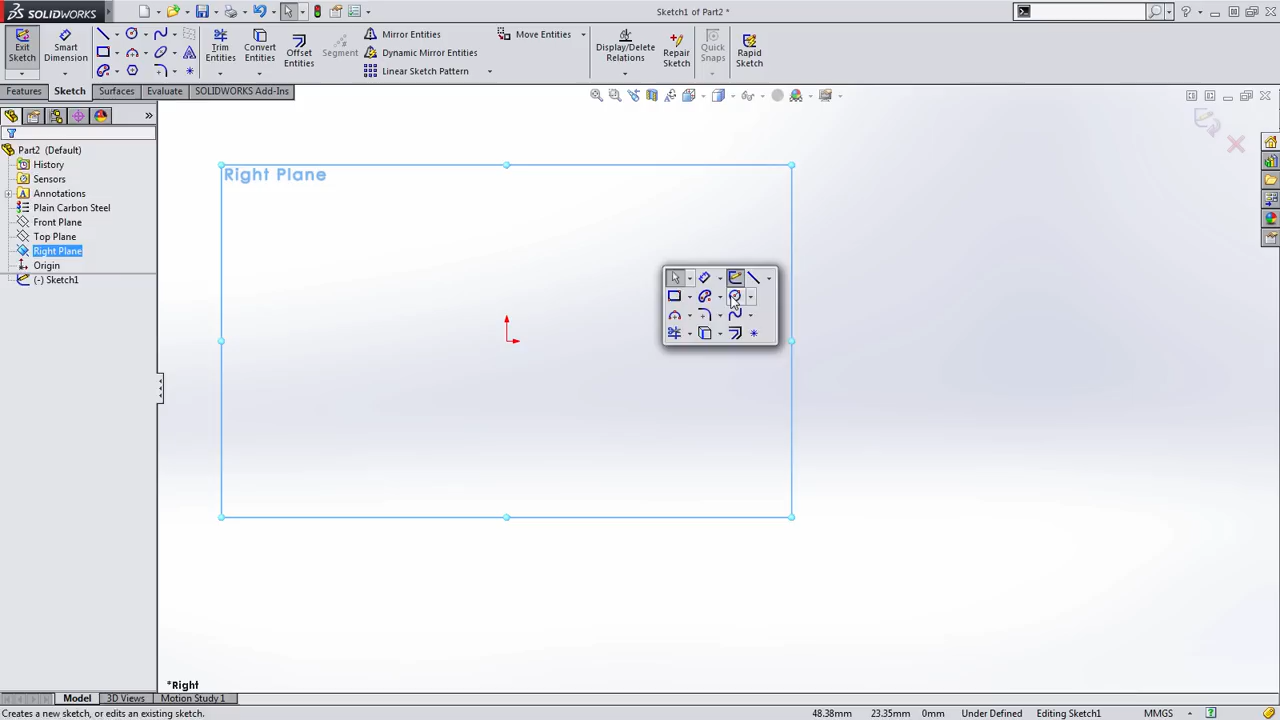 SOLIDWORKS
Sketch1 of Part2 *
Exit Sketch
Smart Dimension
Trim Entities
Convert Entities
Offset Entities
Segment
Mirror Entities
Dynamic Mirror Entities
Linear Sketch Pattern
Move Entities
Display/Delete Relations
Repair Sketch
Quick Snaps
Rapid Sketch
Features
Sketch
Surfaces
Evaluate
SOLIDWORKS Add-Ins
Part2 (Default)
History
Sensors
Annotations
Plain Carbon Steel
Front Plane
Top Plane
Right Plane
Origin
(-) Sketch1
Right Plane
*Right
Model
3D Views
Motion Study 1
Creates a new sketch, or edits an existing sketch.
48.38mm
23.35mm
0mm
Under Defined
Editing Sketch1
MMGS